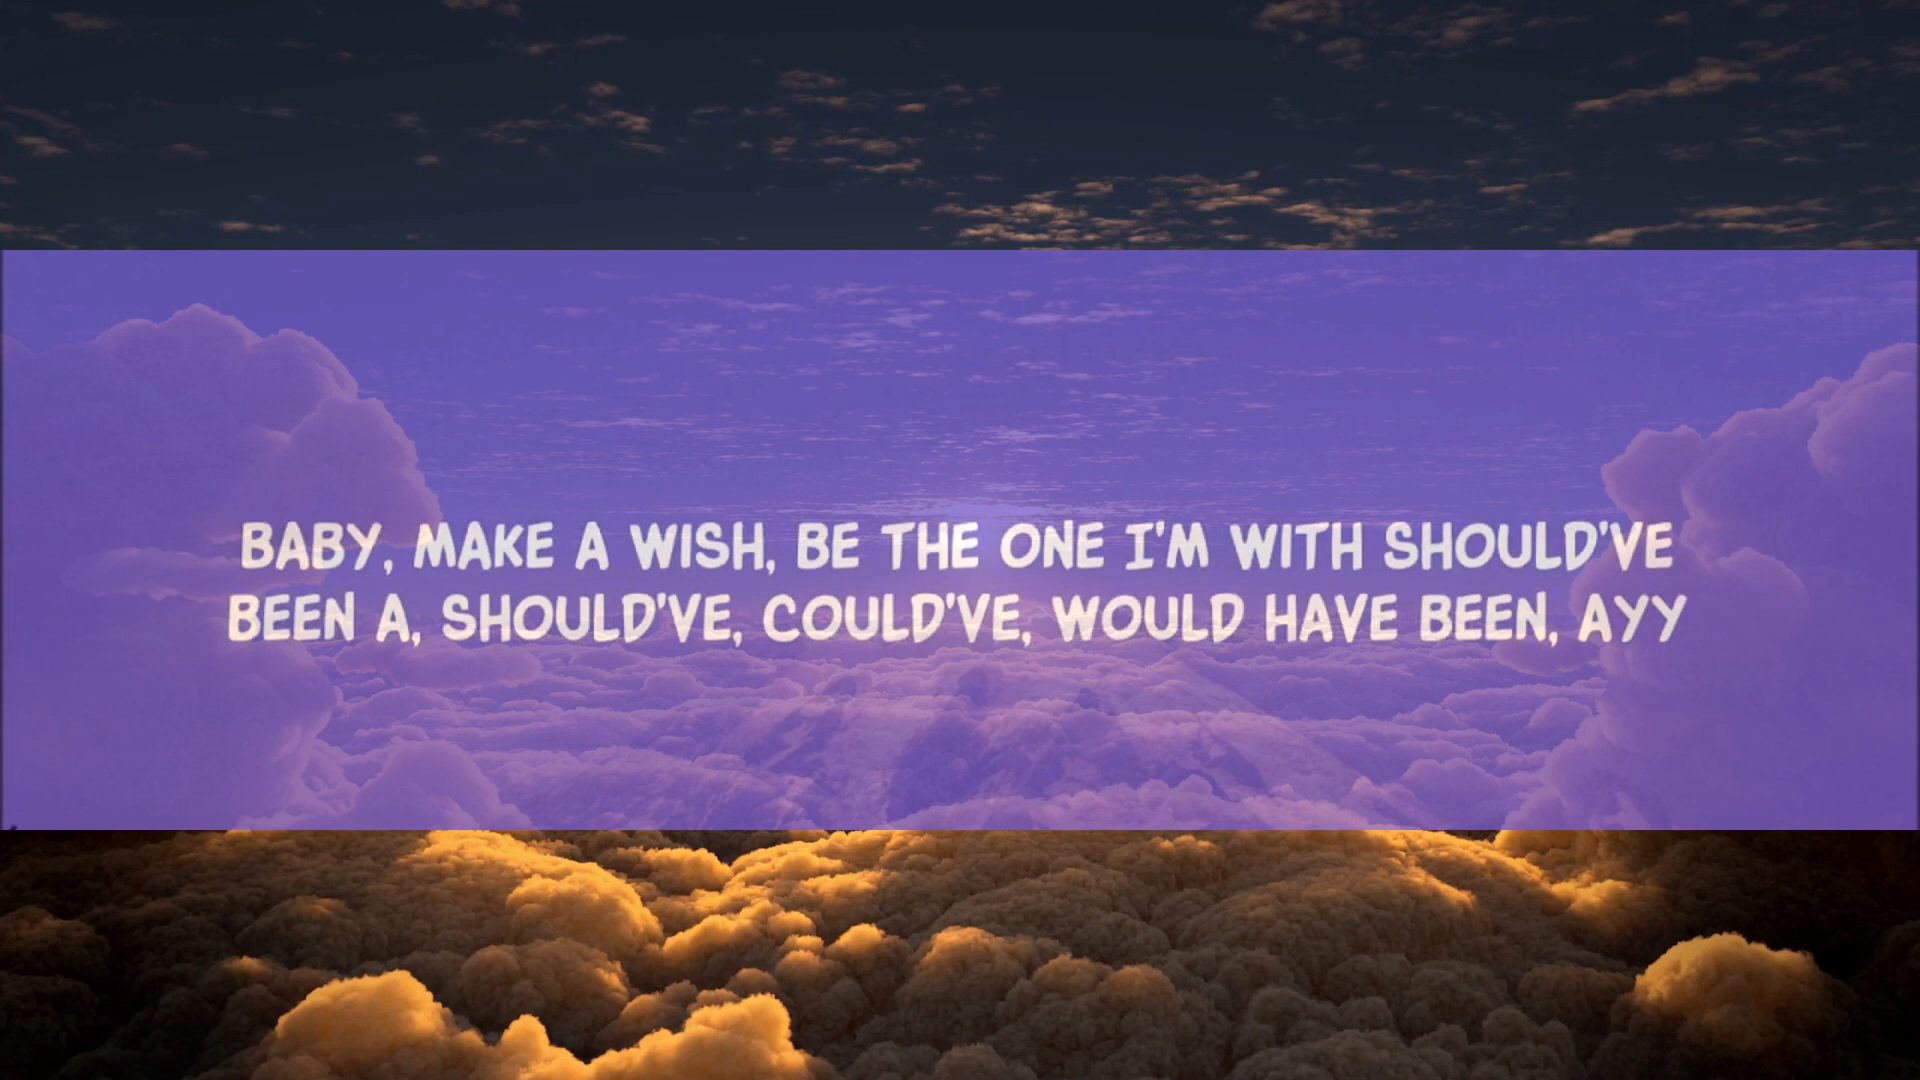 BABY, MAKE A WISH, BE THE ONE I'M WITH SHOULD'VE
BEEN A, SHOULD'VE, COULD'VE, WOULD HAVE BEEN, AYY